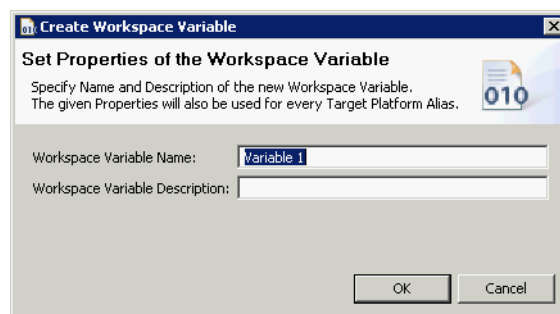 Create Workspace Variable
Set Properties of the Workspace Variable
Specify Name and Description of the new Workspace Variable.
The given Properties will also be used for every Target Platform Alias.
010
Workspace Variable Name: Variable 1
Workspace Variable Description:
OK Cancel